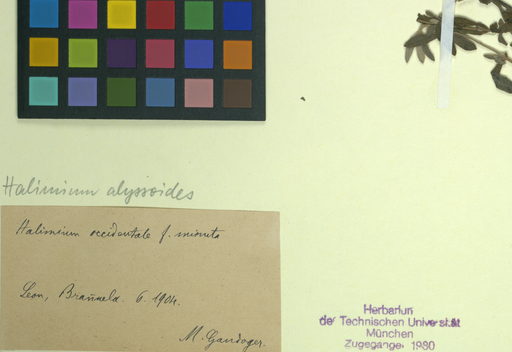 Halimium alyssoides
Halimium occidentale f. minuta
Leon, Brañuela. 6. 1904.
M. Gandoger.
Herbarium
der Technischen Universität
München
Zugegangen 1980